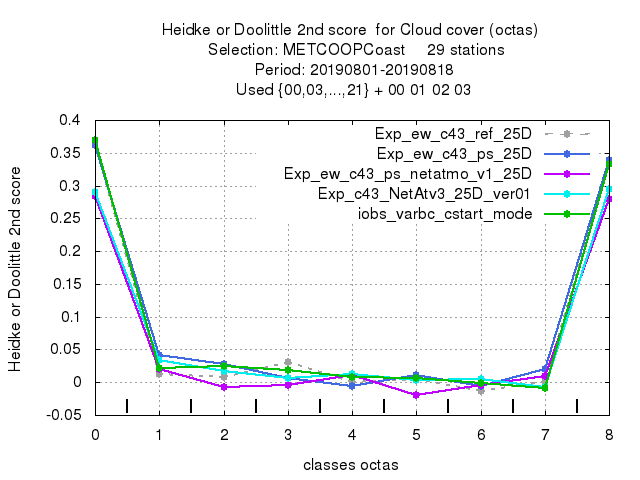 Heidke or Doolittle 2nd score  for Cloud cover (octas)
Selection: METCOOPCoast     29 stations
Period: 20190801-20190818
Used {00,03,...,21} + 00 01 02 03
Heidke or Doolittle 2nd score
0.4
0.35
0.3
0.25
0.2
0.15
0.1
0.05
0
-0.05
Exp_ew_c43_ref_25D
Exp_ew_c43_ps_25D
Exp_ew_c43_ps_netatmo_v1_25D
Exp_c43_NetAtv3_25D_ver01
iobs_varbc_cstart_mode
0 1 2 3 4 5 6 7 8
classes octas